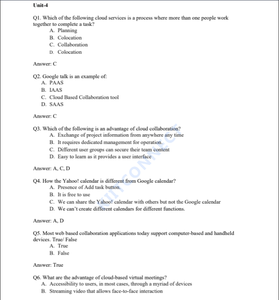 Unit-4
Q1. Which of the following cloud services is a process where more than one people work
together to complete a task?
A. Planning
B. Colocation
C. Collaboration
D. Colocation
Answer: C
Q2. Google talk is an example of:
A. PAAS
B. IAAS
C. Cloud Based Collaboration tool
D. SAAS
Answer: C
Q3. Which of the following is an advantage of cloud collaboration?
A. Exchange of project information from anywhere any time
B. It requires dedicated management for operation.
C. Different user groups can secure their team content
D. Easy to learn as it provides a user interface
Answer: A, C, D
Q4. How the Yahoo! calendar is different from Google calendar?
A. Presence of Add task button.
B. It is free to use
C. We can share the Yahoo! calendar with others but not the Google calendar
D. We can't create different calendars for different functions.
Answer: A, D
Q5. Most web based collaboration applications today support computer-based and handheld
devices. True/ False
A. True
B. False
Answer: True
Q6. What are the advantage of cloud-based virtual meetings?
A. Accessibility to users, in most cases, through a myriad of devices
B. Streaming video that allows face-to-face interaction